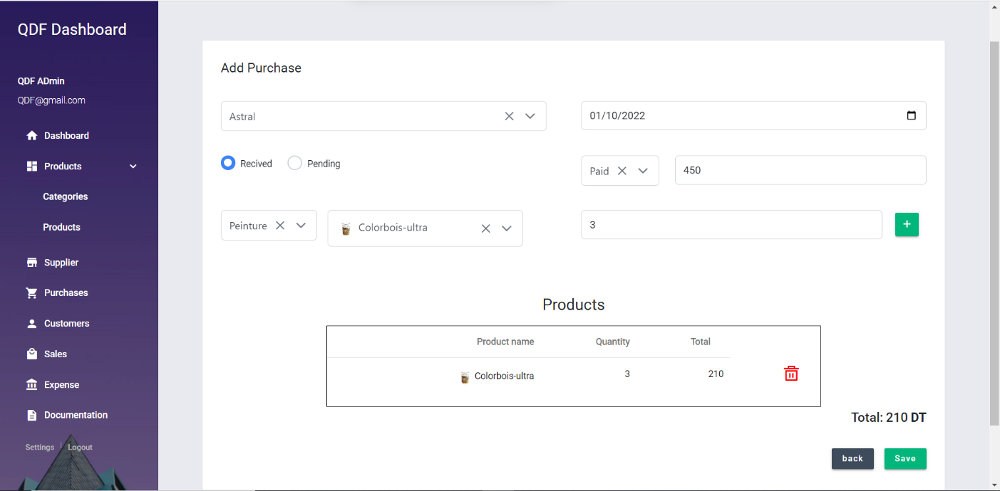 QDF Dashboard
QDF ADmin
QDF@gmail.com
Dashboard
Products
Categories
Products
Supplier
Purchases
Customers
Sales
Expense
Documentation
Settings | Logout
Add Purchase
Astral
01/10/2022
Recived Pending
Paid 450
Peinture Colorbois-ultra 3 +
Products
Product name Quantity Total
Colorbois-ultra 3 210
Total: 210 DT
back Save